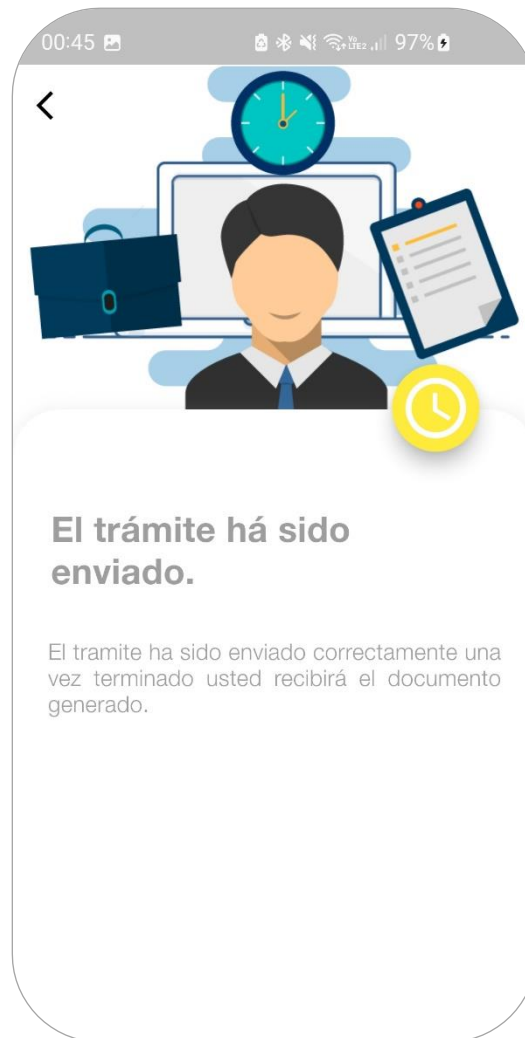 00:45 97%
El trámite há sido
enviado.
El tramite ha sido enviado correctamente una
vez terminado usted recibirá el documento
generado.